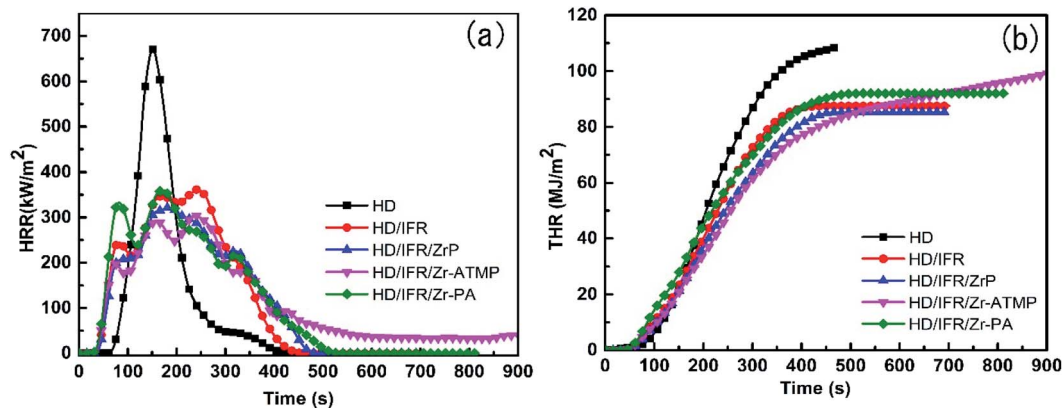 (a)
HRR(kW/m²)
700
600
500
400
300
200
100
0
HD
HD/IFR
HD/IFR/ZrP
HD/IFR/Zr-ATMP
HD/IFR/Zr-PA
0 100 200 300 400 500 600 700 800 900
Time (s)
(b)
THR (MJ/m²)
120
100
80
60
40
20
0
HD
HD/IFR
HD/IFR/ZrP
HD/IFR/Zr-ATMP
HD/IFR/Zr-PA
0 100 200 300 400 500 600 700 800 900
Time (s)